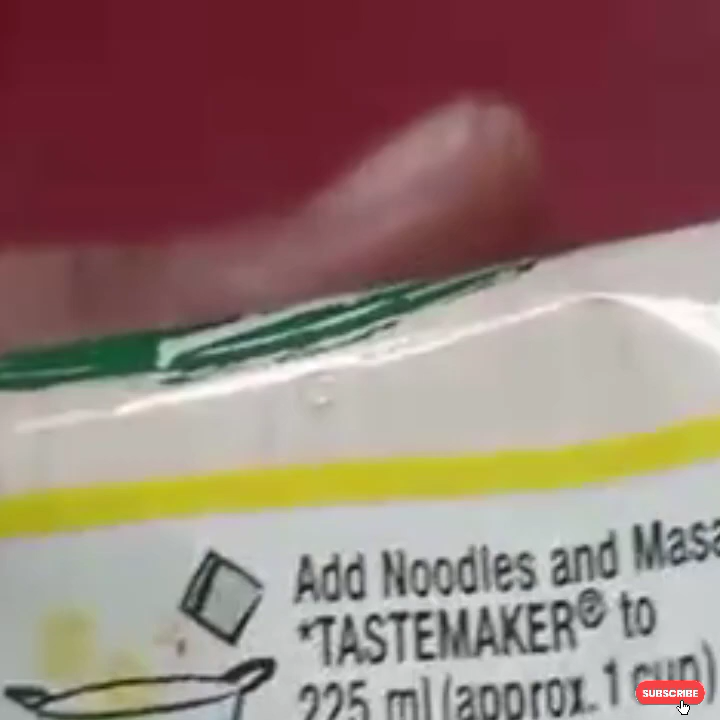 Add Noodles and Masa
*TASTEMAKER® to
225 ml (approx. 1 cup)
SUBSCRIBE